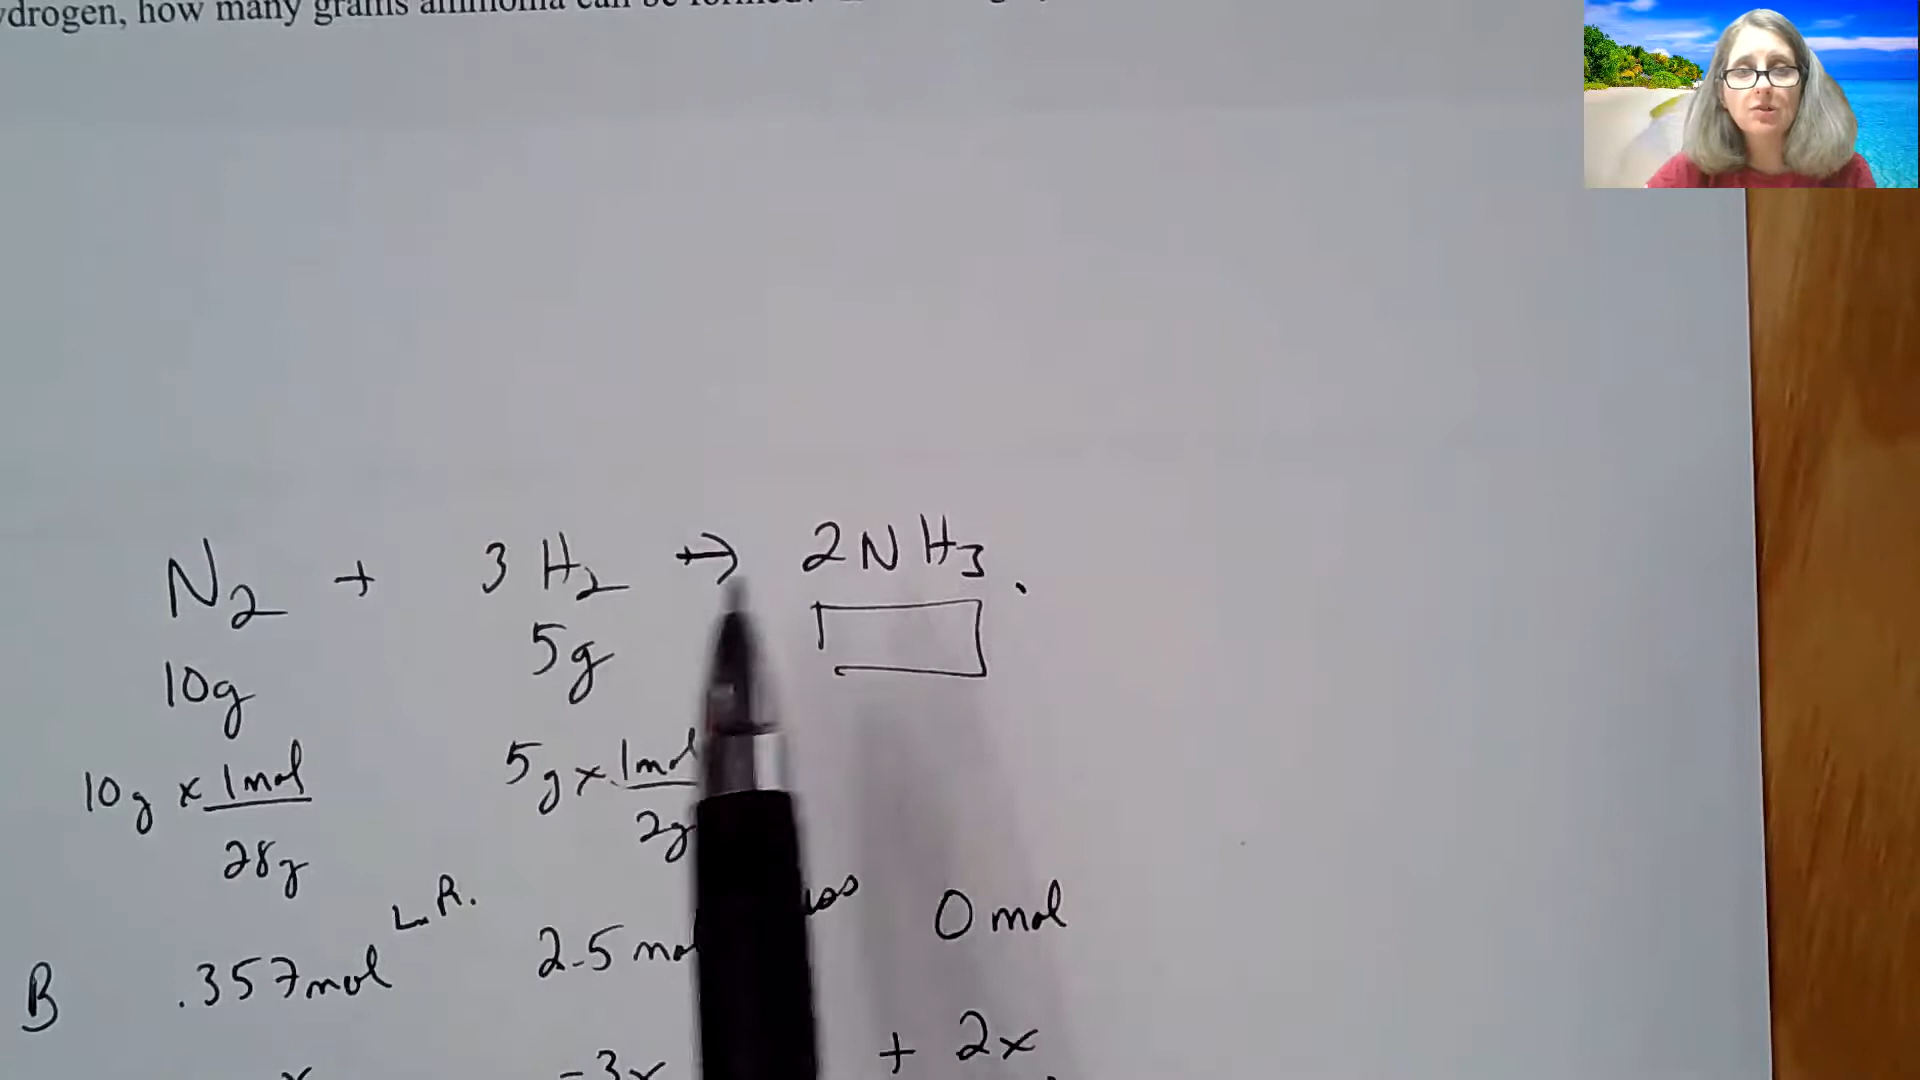 ydrogen, how many grams ammonia can be formed?
N2 + 3 H2 → 2NH3.
10g 5g
10g x 1mol/28g 5g x 1mol/2g
B .357mol L.R. 2.5 mol 0 mol
x -3x + 2x